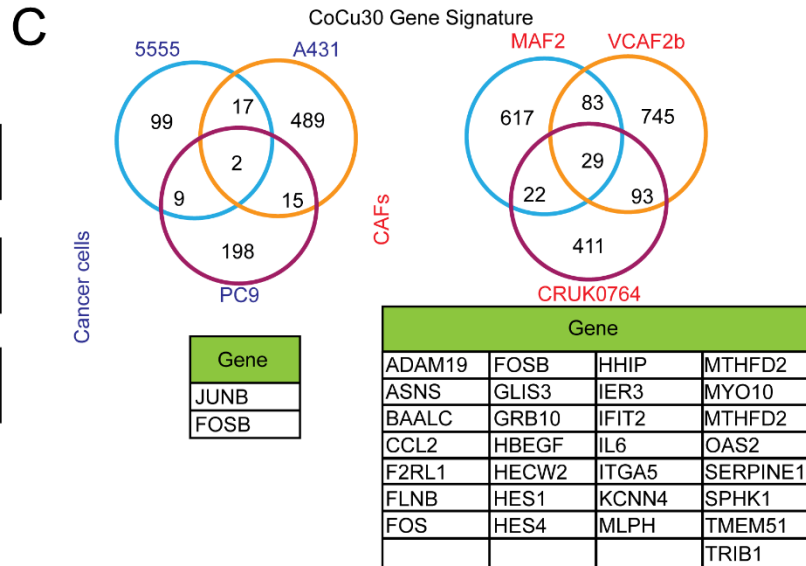 C
CoCu30 Gene Signature
5555
A431
99
17
489
2
9
15
198
PC9
Cancer cells
MAF2
VCAF2b
617
83
745
29
22
93
411
CRUK0764
CAFs
Gene
JUNB
FOSB
Gene
ADAM19 FOSB HHIP MTHFD2
ASNS GLIS3 IER3 MYO10
BAALC GRB10 IFIT2 MTHFD2
CCL2 HBEGF IL6 OAS2
F2RL1 HECW2 ITGA5 SERPINE1
FLNB HES1 KCNN4 SPHK1
FOS HES4 MLPH TMEM51
TRIB1